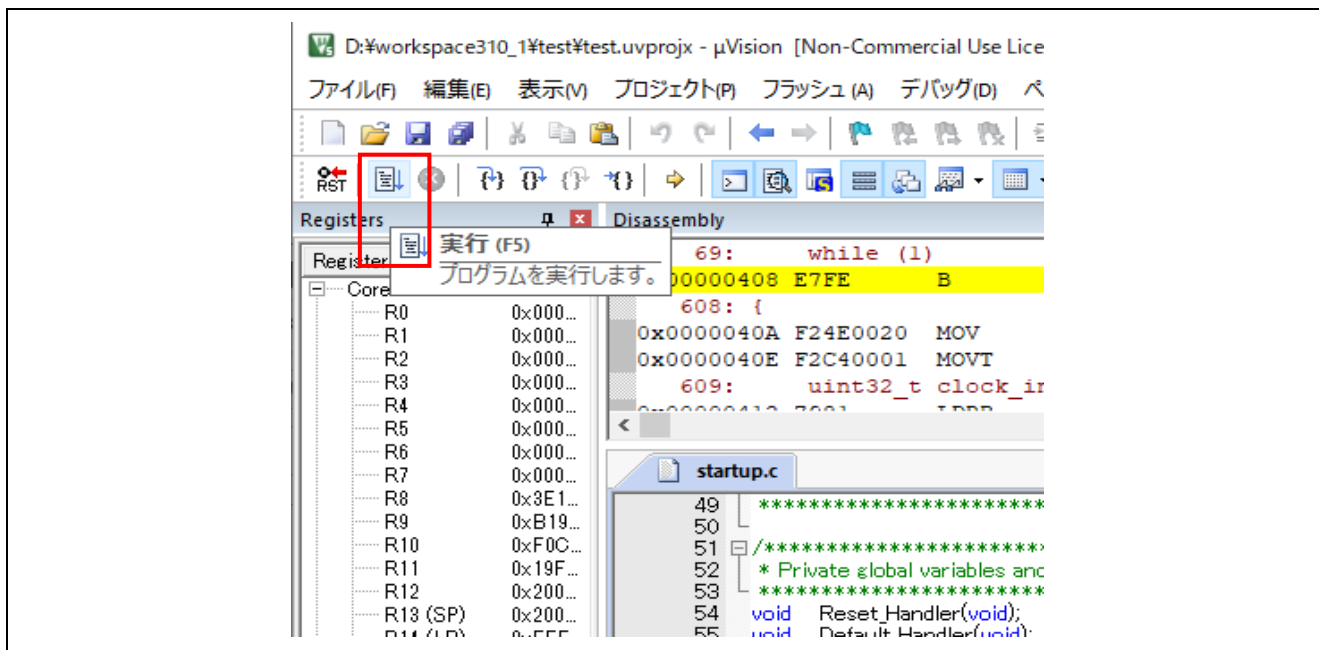 D:¥workspace310_1¥test¥test.uvprojx - µVision [Non-Commercial Use Lice
ファイル(F) 編集(E) 表示(V) プロジェクト(P) フラッシュ (A) デバッグ(D) ペ
RST
Registers
Disassembly
実行 (F5)
プログラムを実行します。
Register
Core
R0 0x000...
R1 0x000...
R2 0x000...
R3 0x000...
R4 0x000...
R5 0x000...
R6 0x000...
R7 0x000...
R8 0x3E1...
R9 0xB19...
R10 0xF0C...
R11 0x19F...
R12 0x200...
R13 (SP) 0x200...
R14 (LR)
69: while (1)
00000408 E7FE B
608: {
0x0000040A F24E0020 MOV
0x0000040E F2C40001 MOVT
609: uint32_t clock_in
startup.c
49 *************************
50
51 /************************
52 * Private global variables and
53 *************************
54 void Reset_Handler(void);
55 void Default_Handler(void);